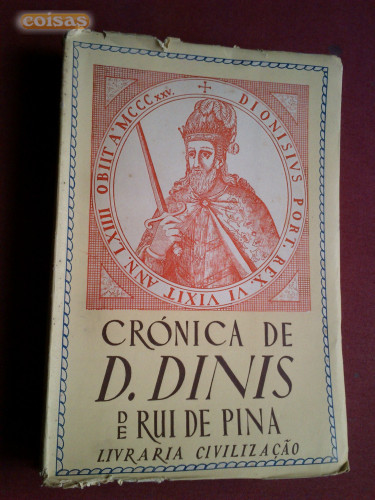 coisas
DIONISIVS PORT. REX. VI VIXIT ANN. LXIIII OBIIT Aº MCCCXXV.
CRÓNICA DE
D. DINIS
DE RUI DE PINA
LIVRARIA CIVILIZAÇÃO